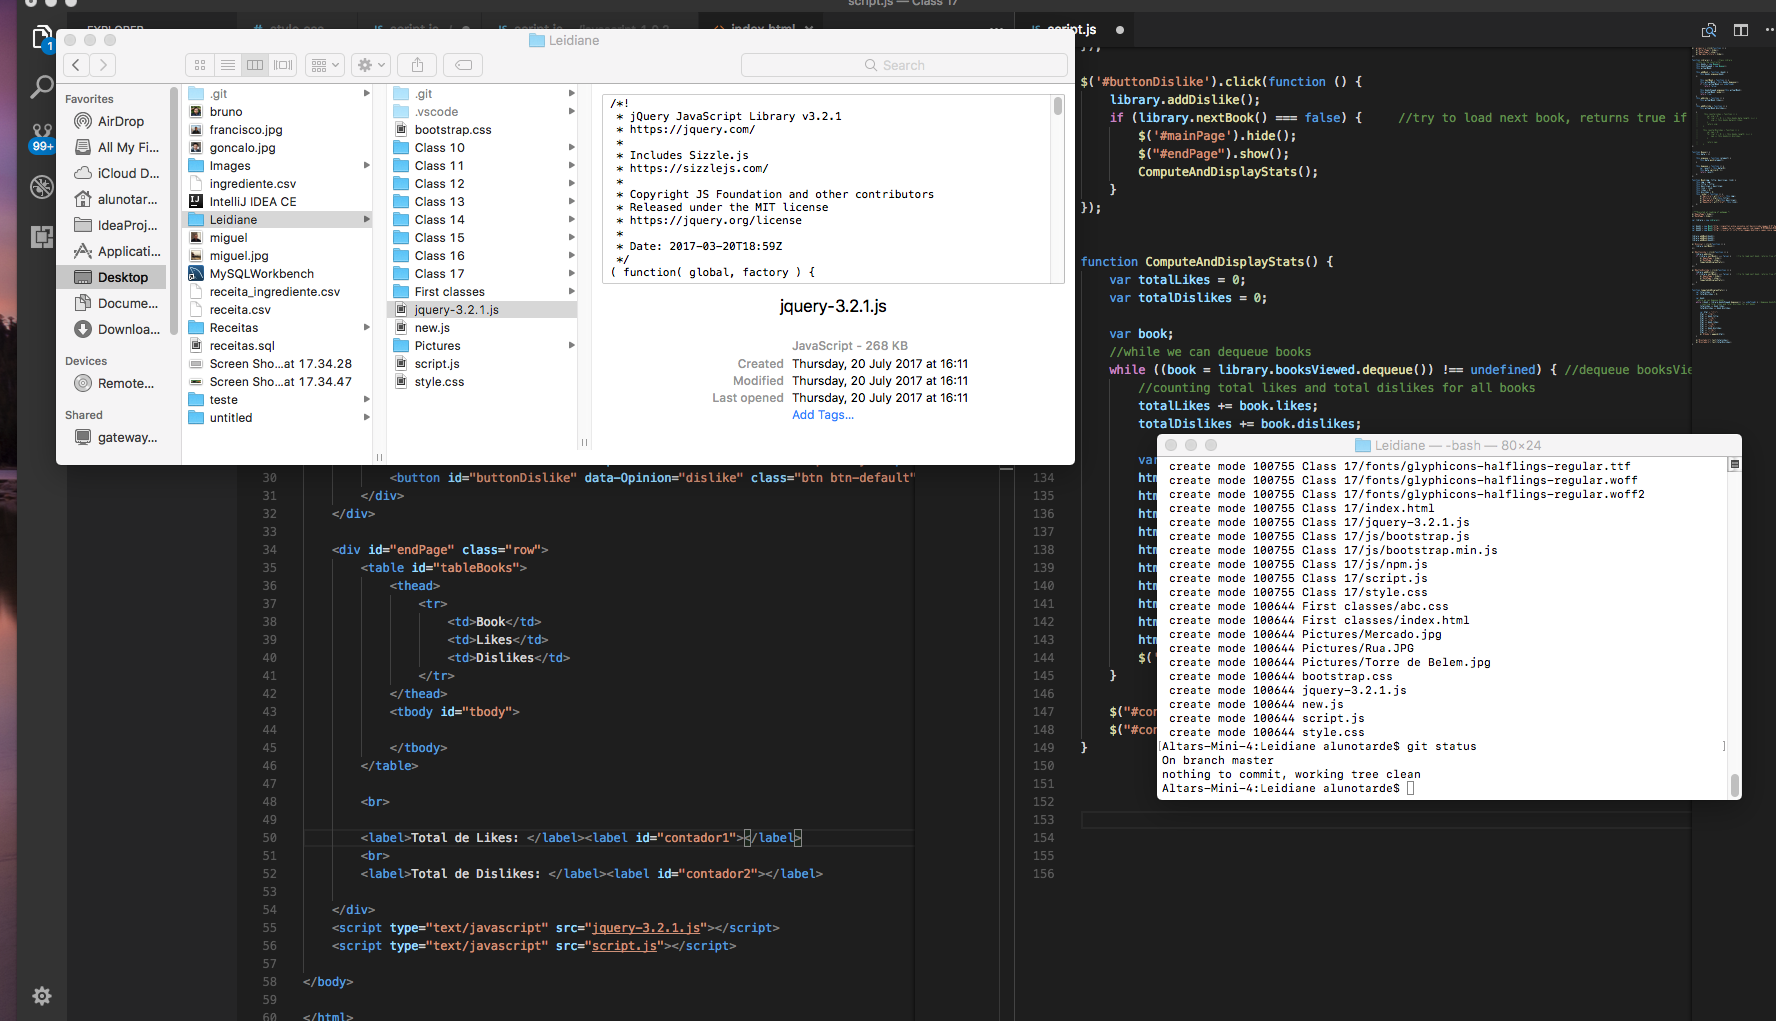 script.js — Class 17
EXPLORER
script.js
Leidiane
Search
Favorites
AirDrop
All My Fi...
iCloud D...
alunotar...
IdeaProj...
Applicati...
Desktop
Docume...
Downloa...
Devices
Remote...
Shared
gateway...
.git
bruno
francisco.jpg
goncalo.jpg
Images
ingrediente.csv
IntelliJ IDEA CE
Leidiane
miguel
miguel.jpg
MySQLWorkbench
receita_ingrediente.csv
receita.csv
Receitas
receitas.sql
Screen Sho...at 17.34.28
Screen Sho...at 17.34.47
teste
untitled
.git
.vscode
bootstrap.css
Class 10
Class 11
Class 12
Class 13
Class 14
Class 15
Class 16
Class 17
First classes
jquery-3.2.1.js
new.js
Pictures
script.js
style.css
/*!
* jQuery JavaScript Library v3.2.1
* https://jquery.com/
*
* Includes Sizzle.js
* https://sizzlejs.com/
*
* Copyright JS Foundation and other contributors
* Released under the MIT license
* https://jquery.org/license
*
* Date: 2017-03-20T18:59Z
*/
( function( global, factory ) {
jquery-3.2.1.js
JavaScript - 268 KB
Created Thursday, 20 July 2017 at 16:11
Modified Thursday, 20 July 2017 at 16:11
Last opened Thursday, 20 July 2017 at 16:11
Add Tags...
1
99+
30 <button id="buttonDislike" data-Opinion="dislike" class="btn btn-default"
31 </div>
32 </div>
33
34 <div id="endPage" class="row">
35 <table id="tableBooks">
36 <thead>
37 <tr>
38 <td>Book</td>
39 <td>Likes</td>
40 <td>Dislikes</td>
41 </tr>
42 </thead>
43 <tbody id="tbody">
44
45 </tbody>
46 </table>
47
48 <br>
49
50 <label>Total de Likes: </label><label id="contador1"></label>
51 <br>
52 <label>Total de Dislikes: </label><label id="contador2"></label>
53
54 </div>
55 <script type="text/javascript" src="jquery-3.2.1.js"></script>
56 <script type="text/javascript" src="script.js"></script>
57
58 </body>
59
60 </html>
});
$('#buttonDislike').click(function () {
library.addDislike();
if (library.nextBook() === false) { //try to load next book, returns true if
$('#mainPage').hide();
$("#endPage").show();
ComputeAndDisplayStats();
}
});
function ComputeAndDisplayStats() {
var totalLikes = 0;
var totalDislikes = 0;
var book;
//while we can dequeue books
while ((book = library.booksViewed.dequeue()) !== undefined) { //dequeue booksVie
//counting total likes and total dislikes for all books
totalLikes += book.likes;
totalDislikes += book.dislikes;
var
134 htm
135 htm
136 htm
137 htm
138 htm
139 htm
140 htm
141 htm
142 htm
143 htm
144 $('
145 }
146
147 $("#con
148 $("#con
149 }
150
151
152
153
154
155
156
Leidiane — -bash — 80×24
create mode 100755 Class 17/fonts/glyphicons-halflings-regular.ttf
create mode 100755 Class 17/fonts/glyphicons-halflings-regular.woff
create mode 100755 Class 17/fonts/glyphicons-halflings-regular.woff2
create mode 100755 Class 17/index.html
create mode 100755 Class 17/jquery-3.2.1.js
create mode 100755 Class 17/js/bootstrap.js
create mode 100755 Class 17/js/bootstrap.min.js
create mode 100755 Class 17/js/npm.js
create mode 100755 Class 17/script.js
create mode 100755 Class 17/style.css
create mode 100644 First classes/abc.css
create mode 100644 First classes/index.html
create mode 100644 Pictures/Mercado.jpg
create mode 100644 Pictures/Rua.JPG
create mode 100644 Pictures/Torre de Belem.jpg
create mode 100644 bootstrap.css
create mode 100644 jquery-3.2.1.js
create mode 100644 new.js
create mode 100644 script.js
create mode 100644 style.css
[Altars-Mini-4:Leidiane alunotarde$ git status ]
On branch master
nothing to commit, working tree clean
Altars-Mini-4:Leidiane alunotarde$